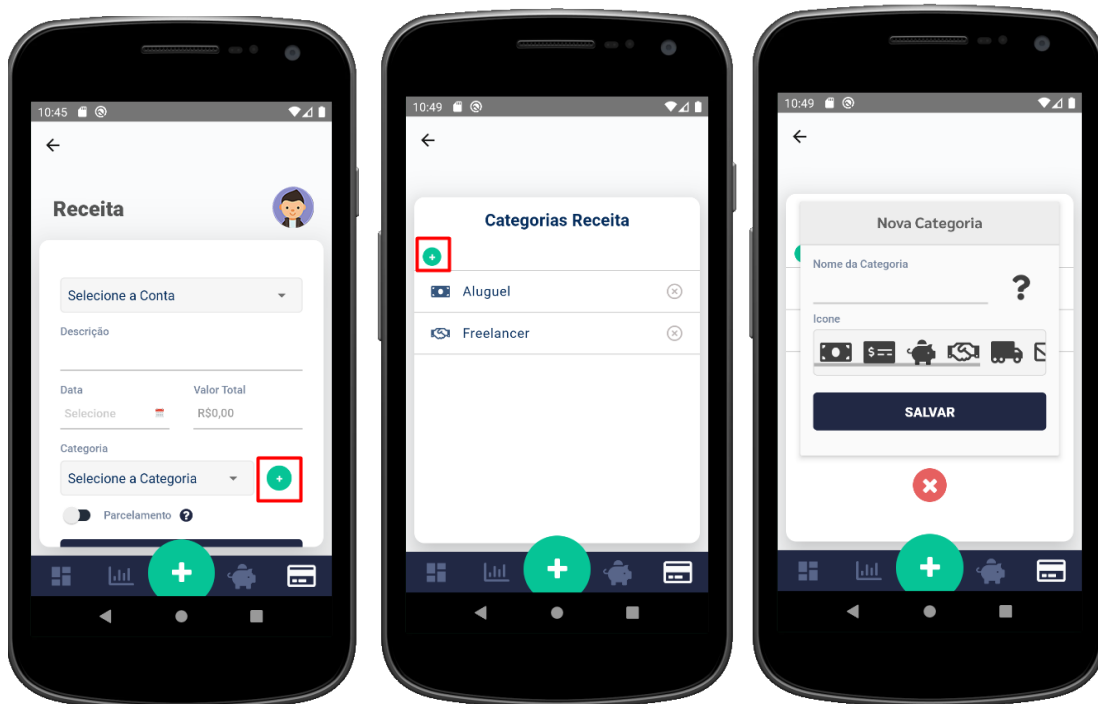 10:45
Receita
Selecione a Conta
Descrição
Data Valor Total
Selecione R$0,00
Categoria
Selecione a Categoria
Parcelamento ?
10:49
Categorias Receita
Aluguel
Freelancer
10:49
Nova Categoria
Nome da Categoria
?
Icone
SALVAR